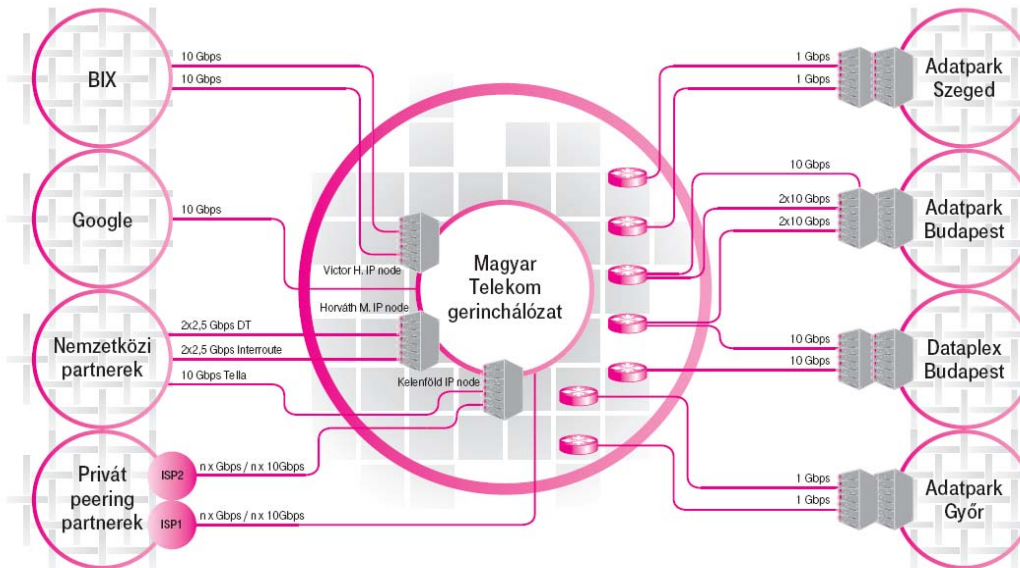 BIX
10 Gbps
10 Gbps
Google
10 Gbps
Nemzetközi
partnerek
2x2,5 Gbps DT
2x2,5 Gbps Interroute
10 Gbps Tella
Privát
peering
partnerek
ISP2
n x Gbps / n x 10Gbps
ISP1
n x Gbps / n x 10Gbps
Victor H. IP node
Horváth M. IP node
Kelenföld IP node
Magyar
Telekom
gerinchálózat
1 Gbps
1 Gbps
Adatpark
Szeged
10 Gbps
2x10 Gbps
2x10 Gbps
Adatpark
Budapest
10 Gbps
10 Gbps
Dataplex
Budapest
1 Gbps
1 Gbps
Adatpark
Győr